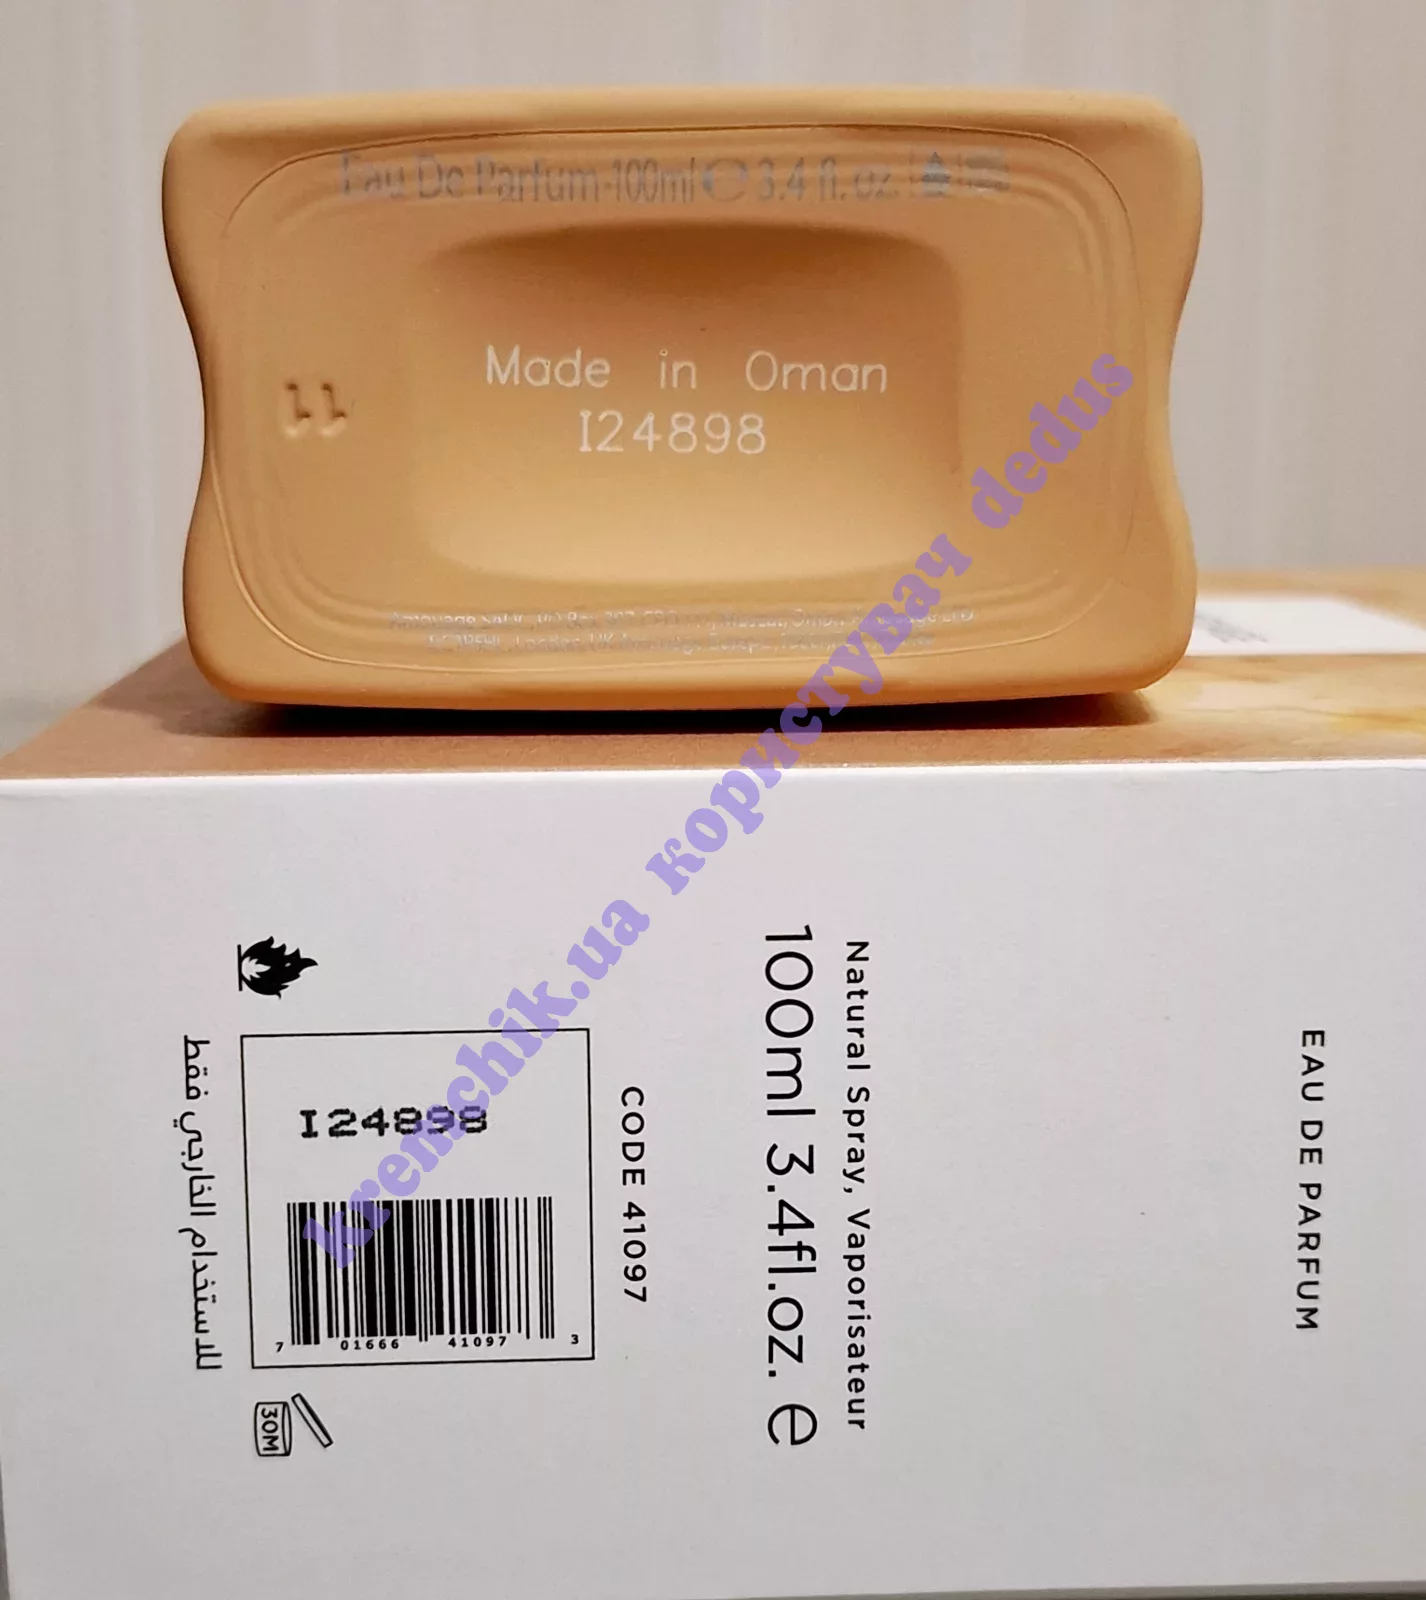 Eau De Parfum-100ml e 3.4 fl. oz.
Made in Oman
I24898
11
EAU DE PARFUM
Natural Spray, Vaporisateur
100ml 3.4fl.oz. e
CODE 41097
I24898
7 01666 41097 3
30M
للاستخدام الخارجي فقط
kremchik.ua користувач dedus